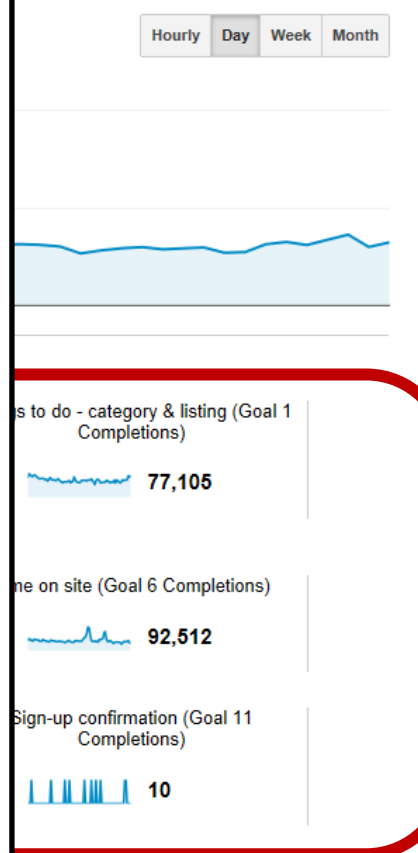 Hourly Day Week Month
to do - category & listing (Goal 1
Completions)
77,105
on site (Goal 6 Completions)
92,512
Sign-up confirmation (Goal 11
Completions)
10